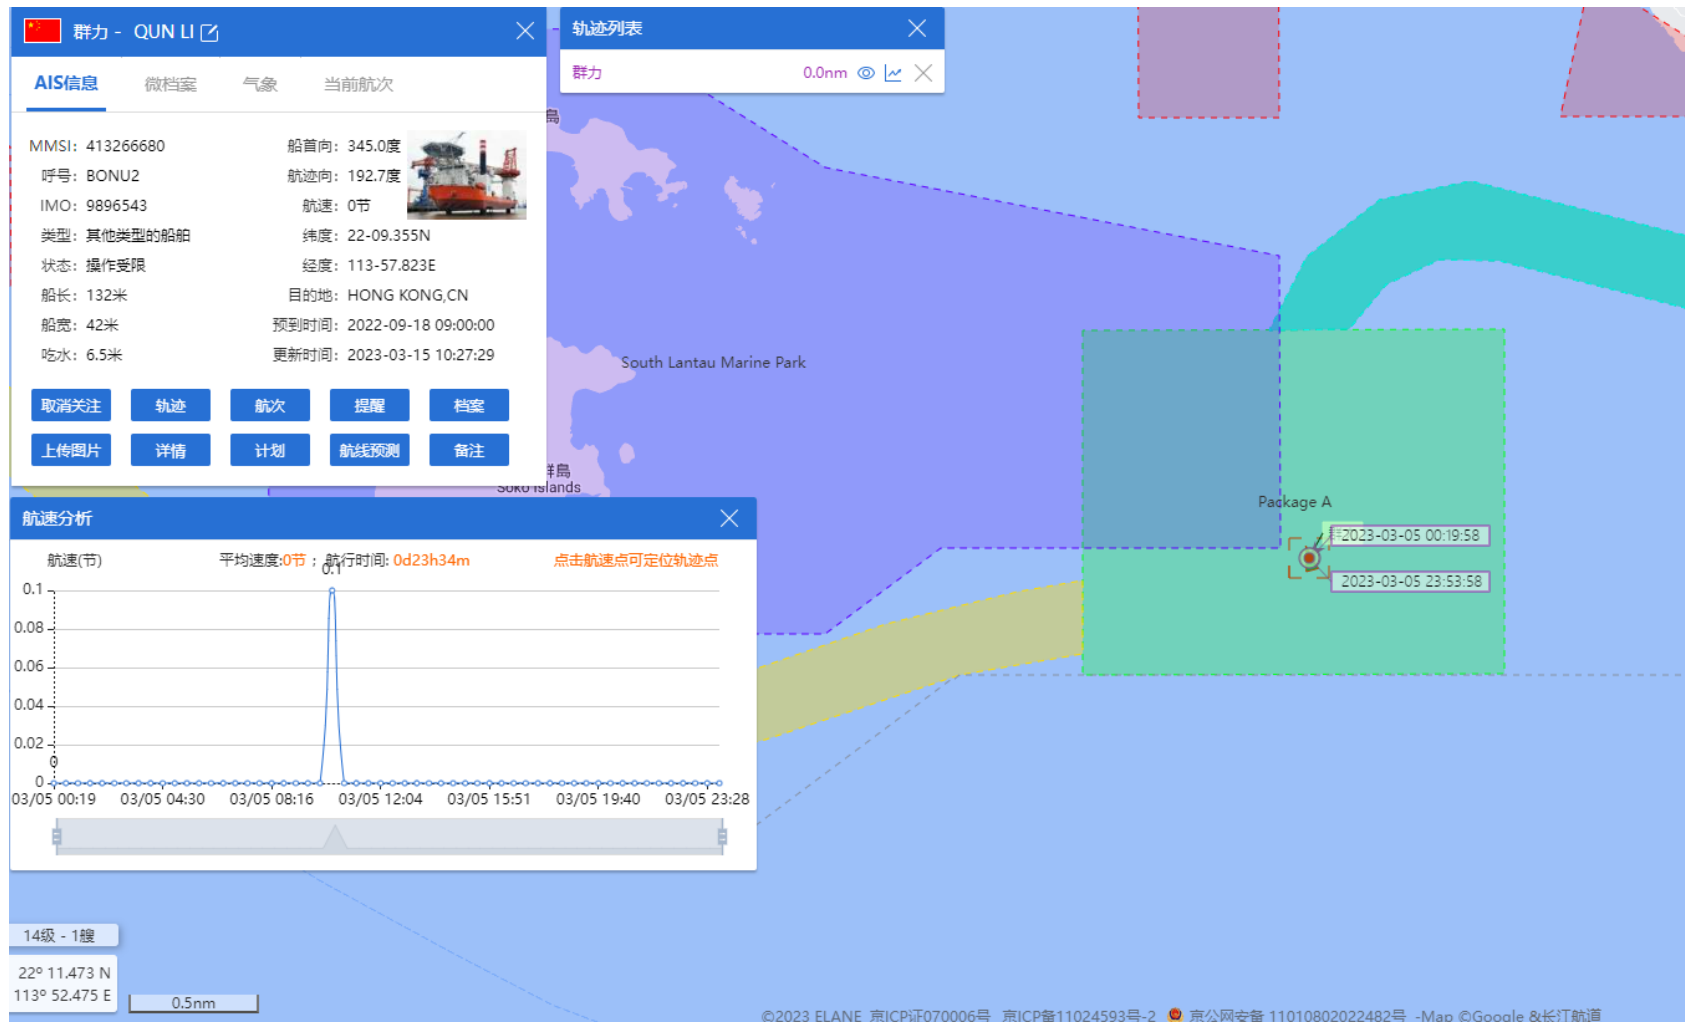 群力 - QUN LI
AIS信息 微档案 气象 当前航次
MMSI: 413266680 船首向: 345.0度
呼号: BONU2 航迹向: 192.7度
IMO: 9896543 航速: 0节
类型: 其他类型的船舶 纬度: 22-09.355N
状态: 操作受限 经度: 113-57.823E
船长: 132米 目的地: HONG KONG,CN
船宽: 42米 预到时间: 2022-09-18 09:00:00
吃水: 6.5米 更新时间: 2023-03-15 10:27:29
取消关注 轨迹 航次 提醒 档案
上传图片 详情 计划 航线预测 备注
轨迹列表
群力 0.0nm
島
South Lantau Marine Park
群島
Soko Islands
Package A
2023-03-05 00:19:58
2023-03-05 23:53:58
航速分析
航速(节) 平均速度:0节 ; 航行时间: 0d23h34m 点击航速点可定位轨迹点
0.1
0.1
0.08
0.06
0.04
0.02
0
0
03/05 00:19 03/05 04:30 03/05 08:16 03/05 12:04 03/05 15:51 03/05 19:40 03/05 23:28
14级 - 1艘
22º 11.473 N
113º 52.475 E
0.5nm
©2023 ELANE 京ICP证070006号 京ICP备11024593号-2 京公网安备 11010802022482号 -Map ©Google &长江航道